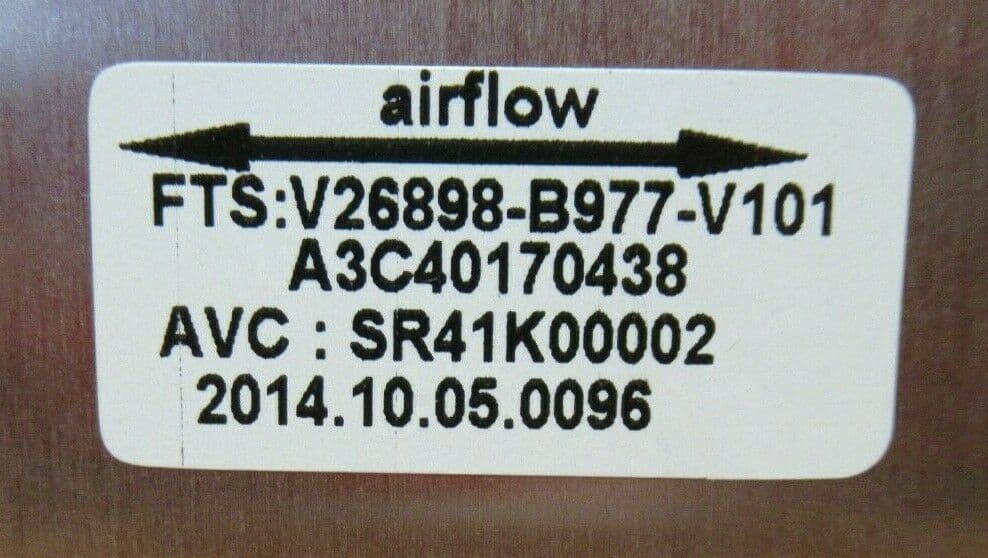 airflow
FTS:V26898-B977-V101
A3C40170438
AVC : SR41K00002
2014.10.05.0096